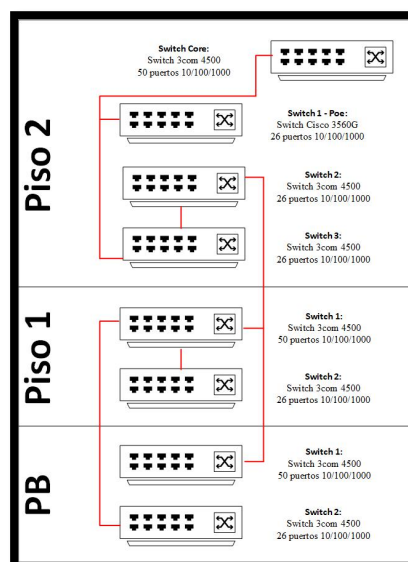 Switch Core:
Switch 3com 4500
50 puertos 10/100/1000
Piso 2
Switch 1 - Poe:
Switch Cisco 3560G
26 puertos 10/100/1000
Switch 2:
Switch 3com 4500
26 puertos 10/100/1000
Switch 3:
Switch 3com 4500
26 puertos 10/100/1000
Piso 1
Switch 1:
Switch 3com 4500
50 puertos 10/100/1000
Switch 2:
Switch 3com 4500
26 puertos 10/100/1000
PB
Switch 1:
Switch 3com 4500
50 puertos 10/100/1000
Switch 2:
Switch 3com 4500
26 puertos 10/100/1000